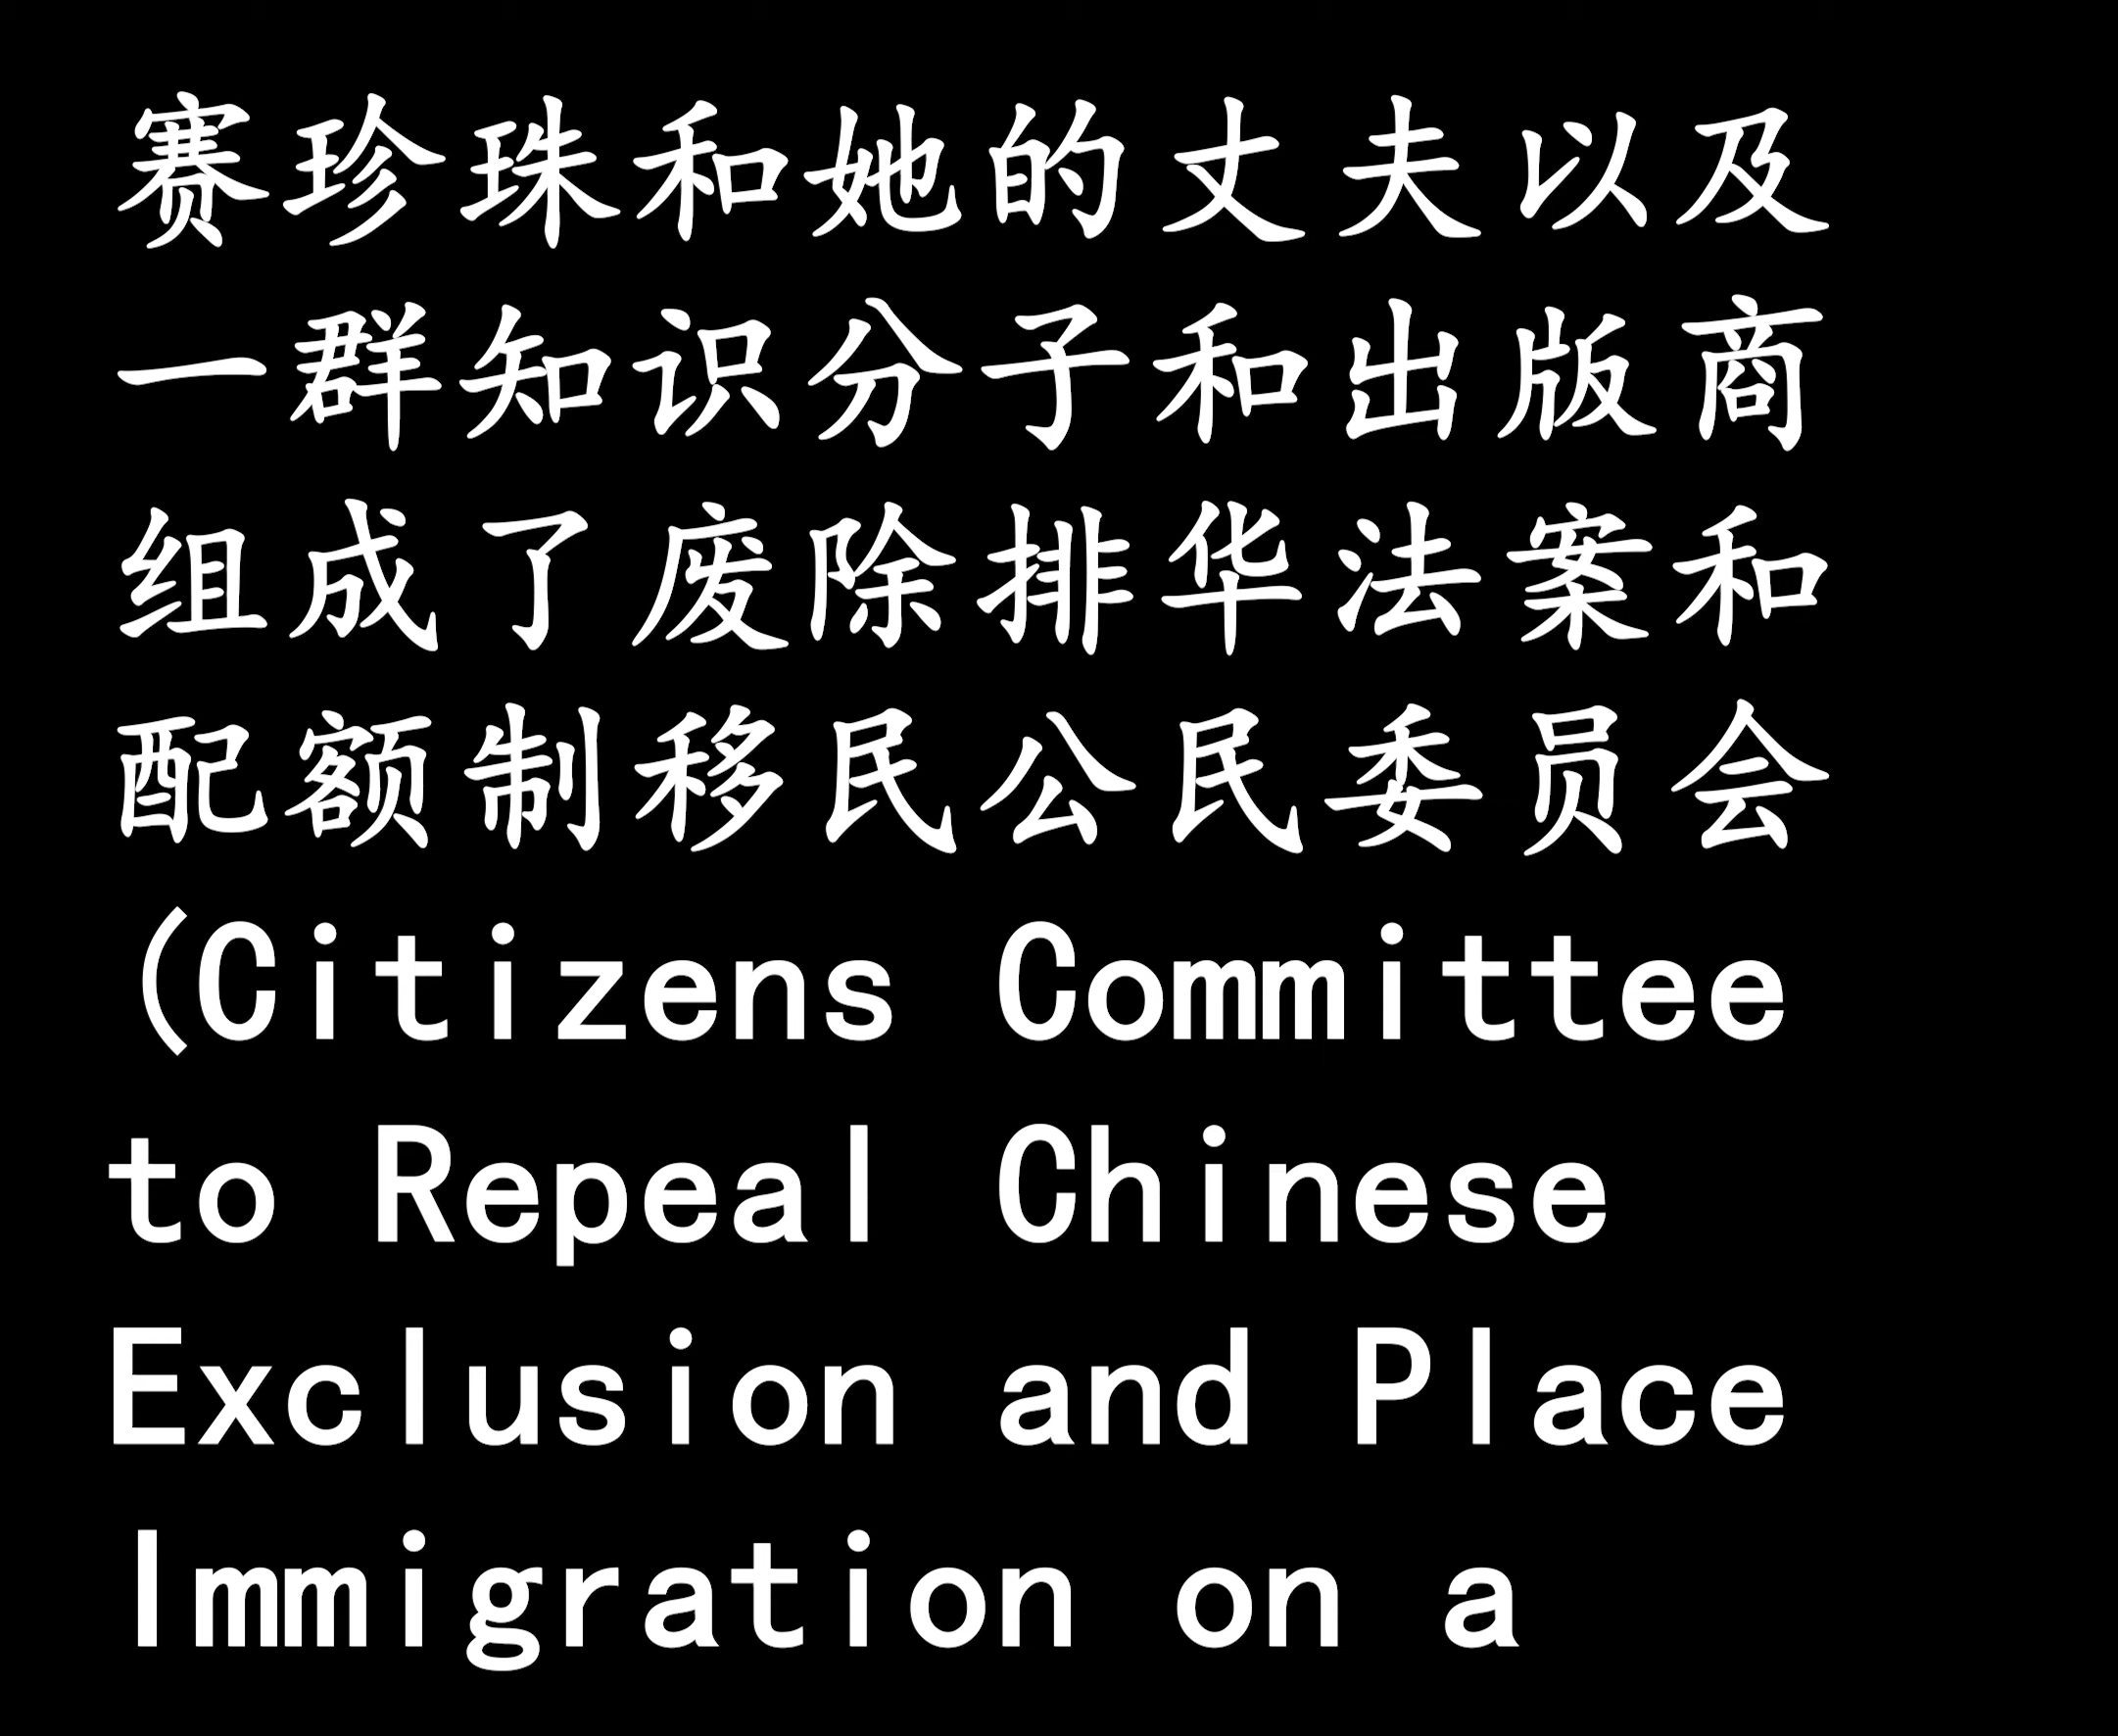 赛珍珠和她的丈夫以及
一群知识分子和出版商
组成了废除排华法案和
配额制移民公民委员会
(Citizens Committee
to Repeal Chinese
Exclusion and Place
Immigration on a